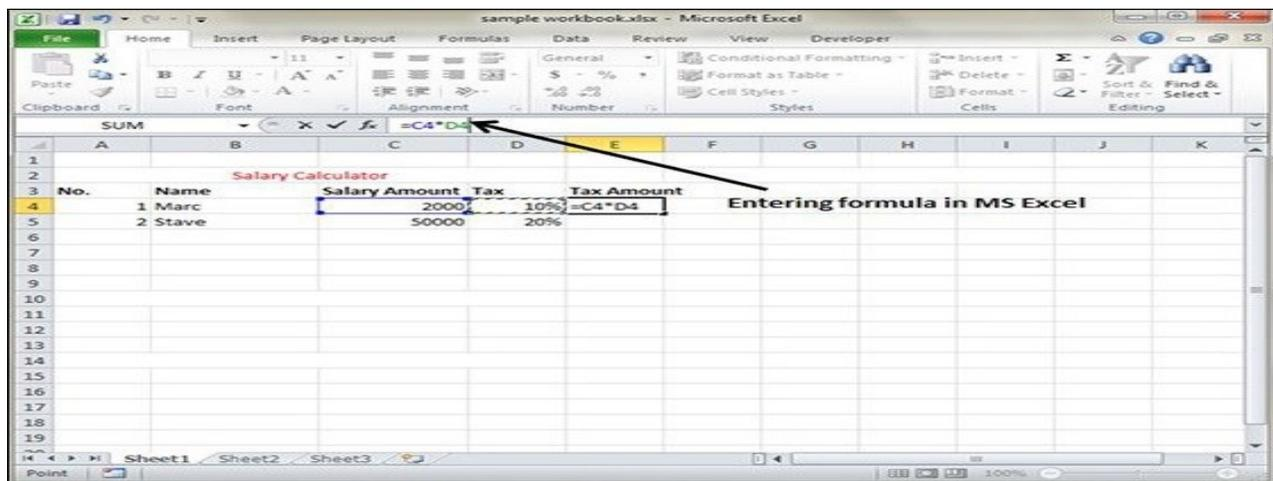 sample workbook.xlsx - Microsoft Excel
File Home Insert Page Layout Formulas Data Review View Developer
11 General Conditional Formatting Insert Σ
Paste B I U A A $ % Format as Table Delete Sort & Find &
A .00 Cell Styles Format Filter Select
Clipboard Font Alignment Number Styles Cells Editing
SUM fx =C4*D4
A B C D E F G H I J K
1
2 Salary Calculator
3 No. Name Salary Amount Tax Tax Amount
4 1 Marc 2000 10% =C4*D4 Entering formula in MS Excel
5 2 Stave 50000 20%
6
7
8
9
10
11
12
13
14
15
16
17
18
19
Sheet1 Sheet2 Sheet3
Point 100%